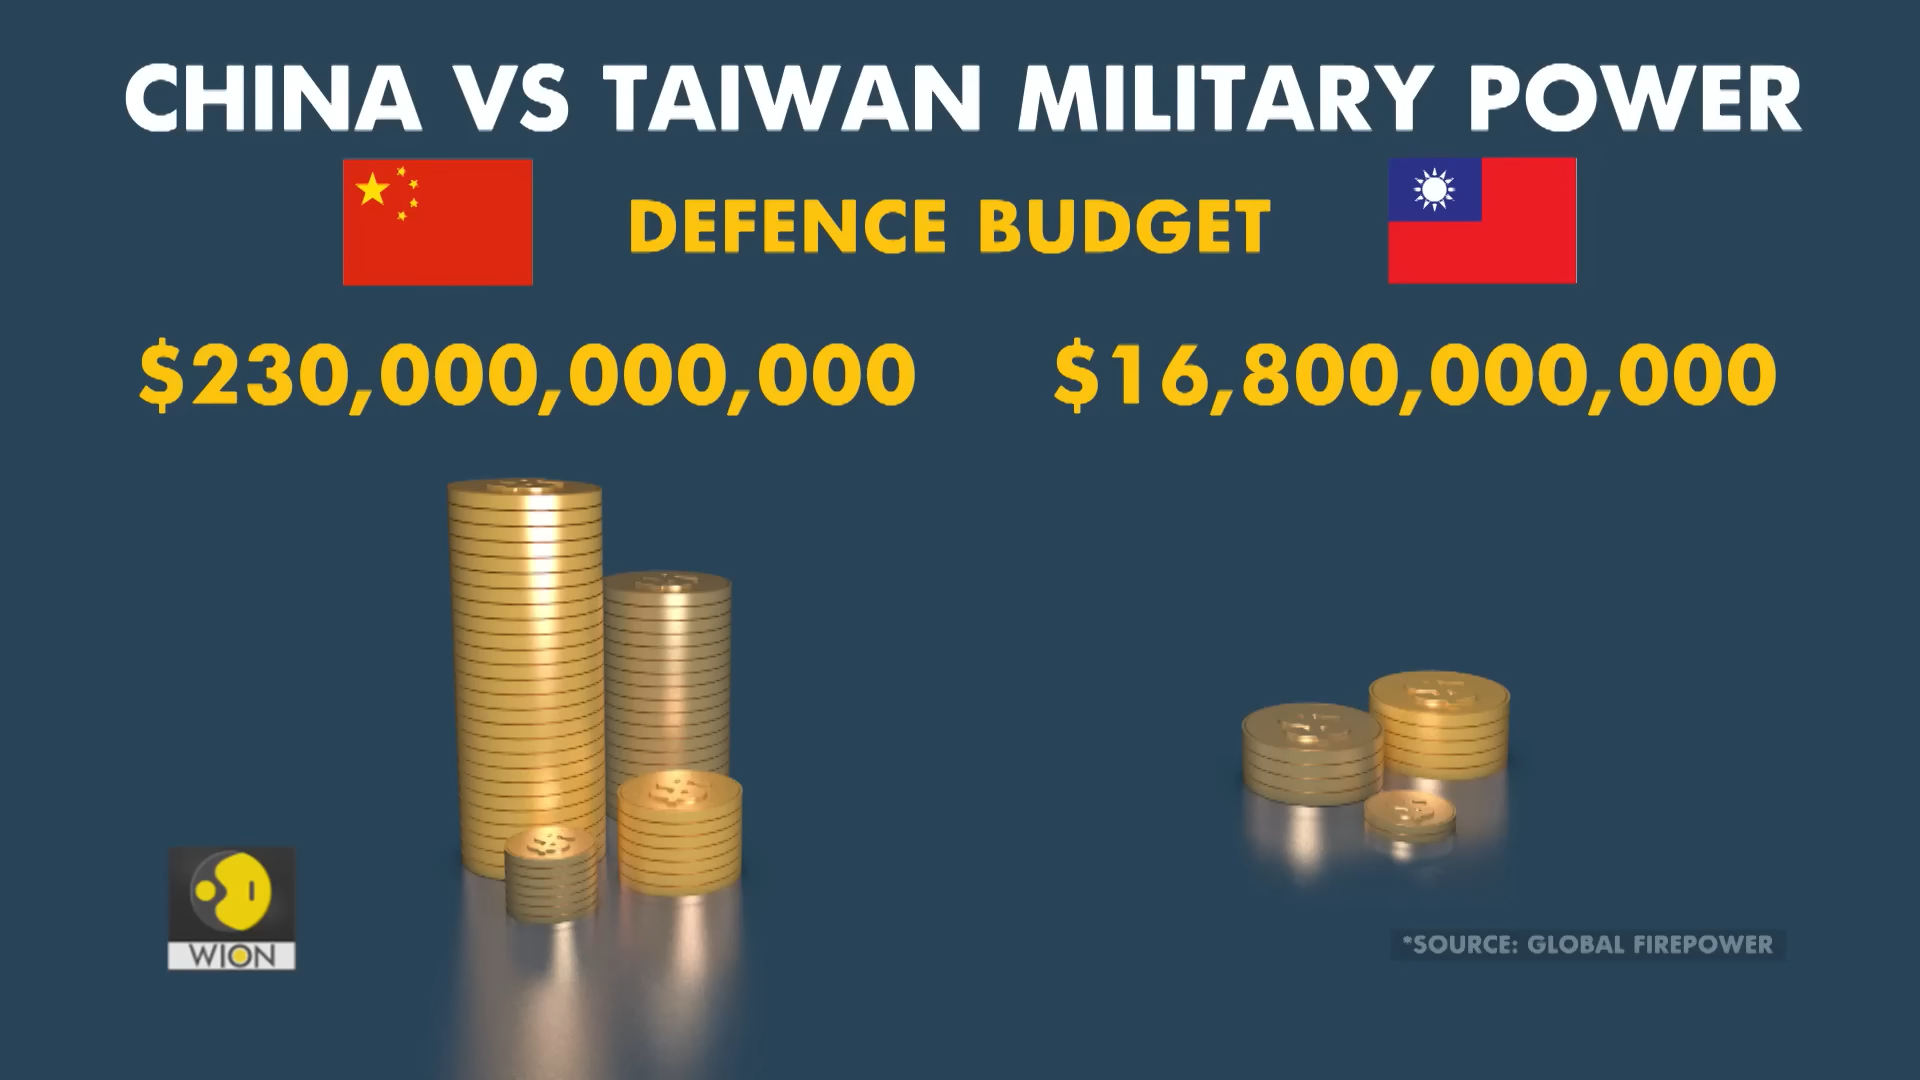 CHINA VS TAIWAN MILITARY POWER
DEFENCE BUDGET
$230,000,000,000
$16,800,000,000
WION
*SOURCE: GLOBAL FIREPOWER